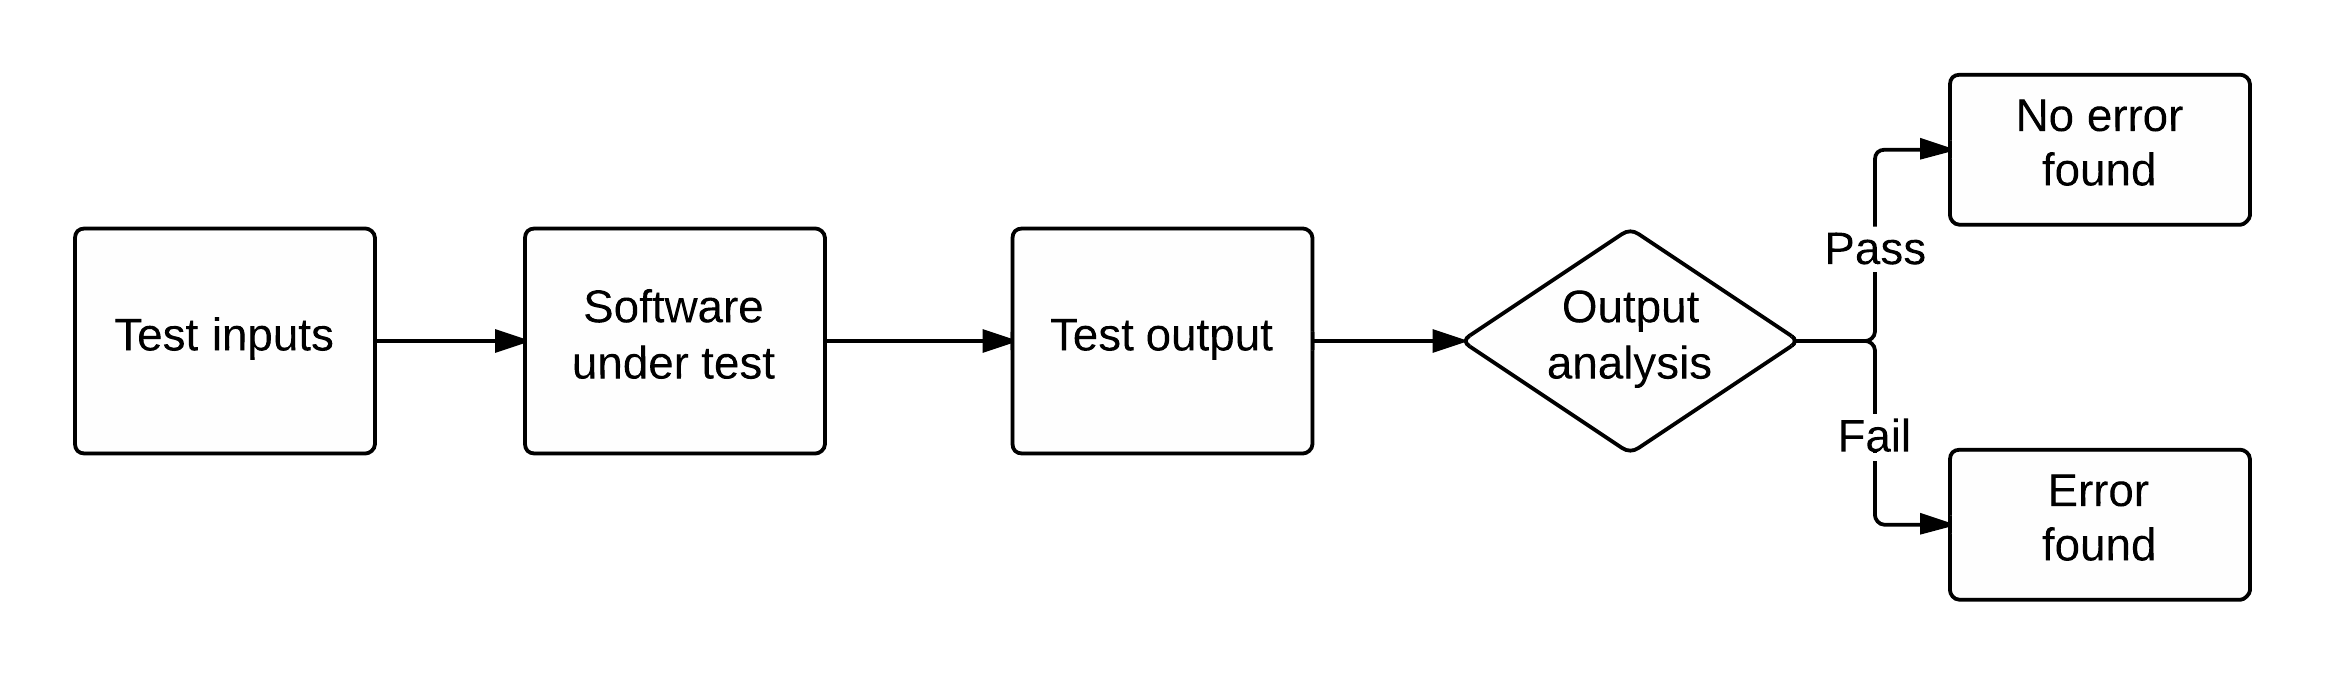 Test inputs
Software
under test
Test output
Output
analysis
Pass
Fail
No error
found
Error
found